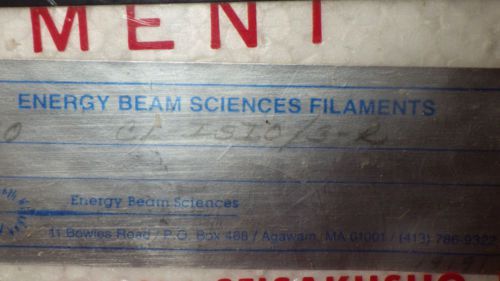 MENT
ENERGY BEAM SCIENCES FILAMENTS
Energy Beam Sciences
11 Bowles Road / P.O. Box 468 / Agawam, MA 01001 / (413) 786-9322
SEISAKUSHO